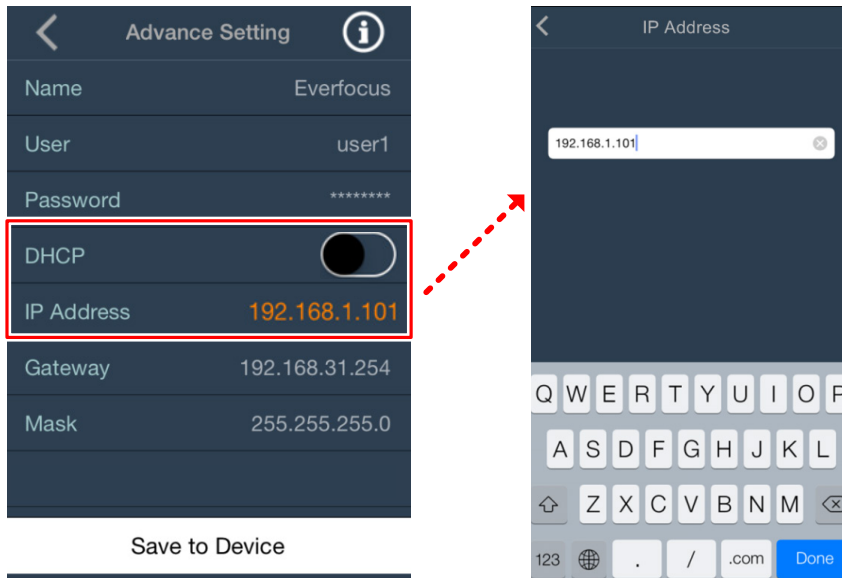 Advance Setting
Name Everfocus
User user1
Password ********
DHCP
IP Address 192.168.1.101
Gateway 192.168.31.254
Mask 255.255.255.0
Save to Device
IP Address
192.168.1.101
Q W E R T Y U I O P
A S D F G H J K L
Z X C V B N M
123 . / .com Done